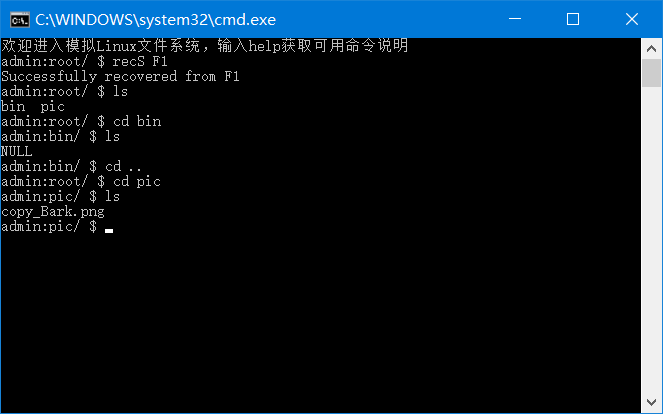 C:\WINDOWS\system32\cmd.exe
欢迎进入模拟Linux文件系统，输入help获取可用命令说明
admin:root/ $ recS F1
Successfully recovered from F1
admin:root/ $ ls
bin  pic
admin:root/ $ cd bin
admin:bin/ $ ls
NULL
admin:bin/ $ cd ..
admin:root/ $ cd pic
admin:pic/ $ ls
copy_Bark.png
admin:pic/ $